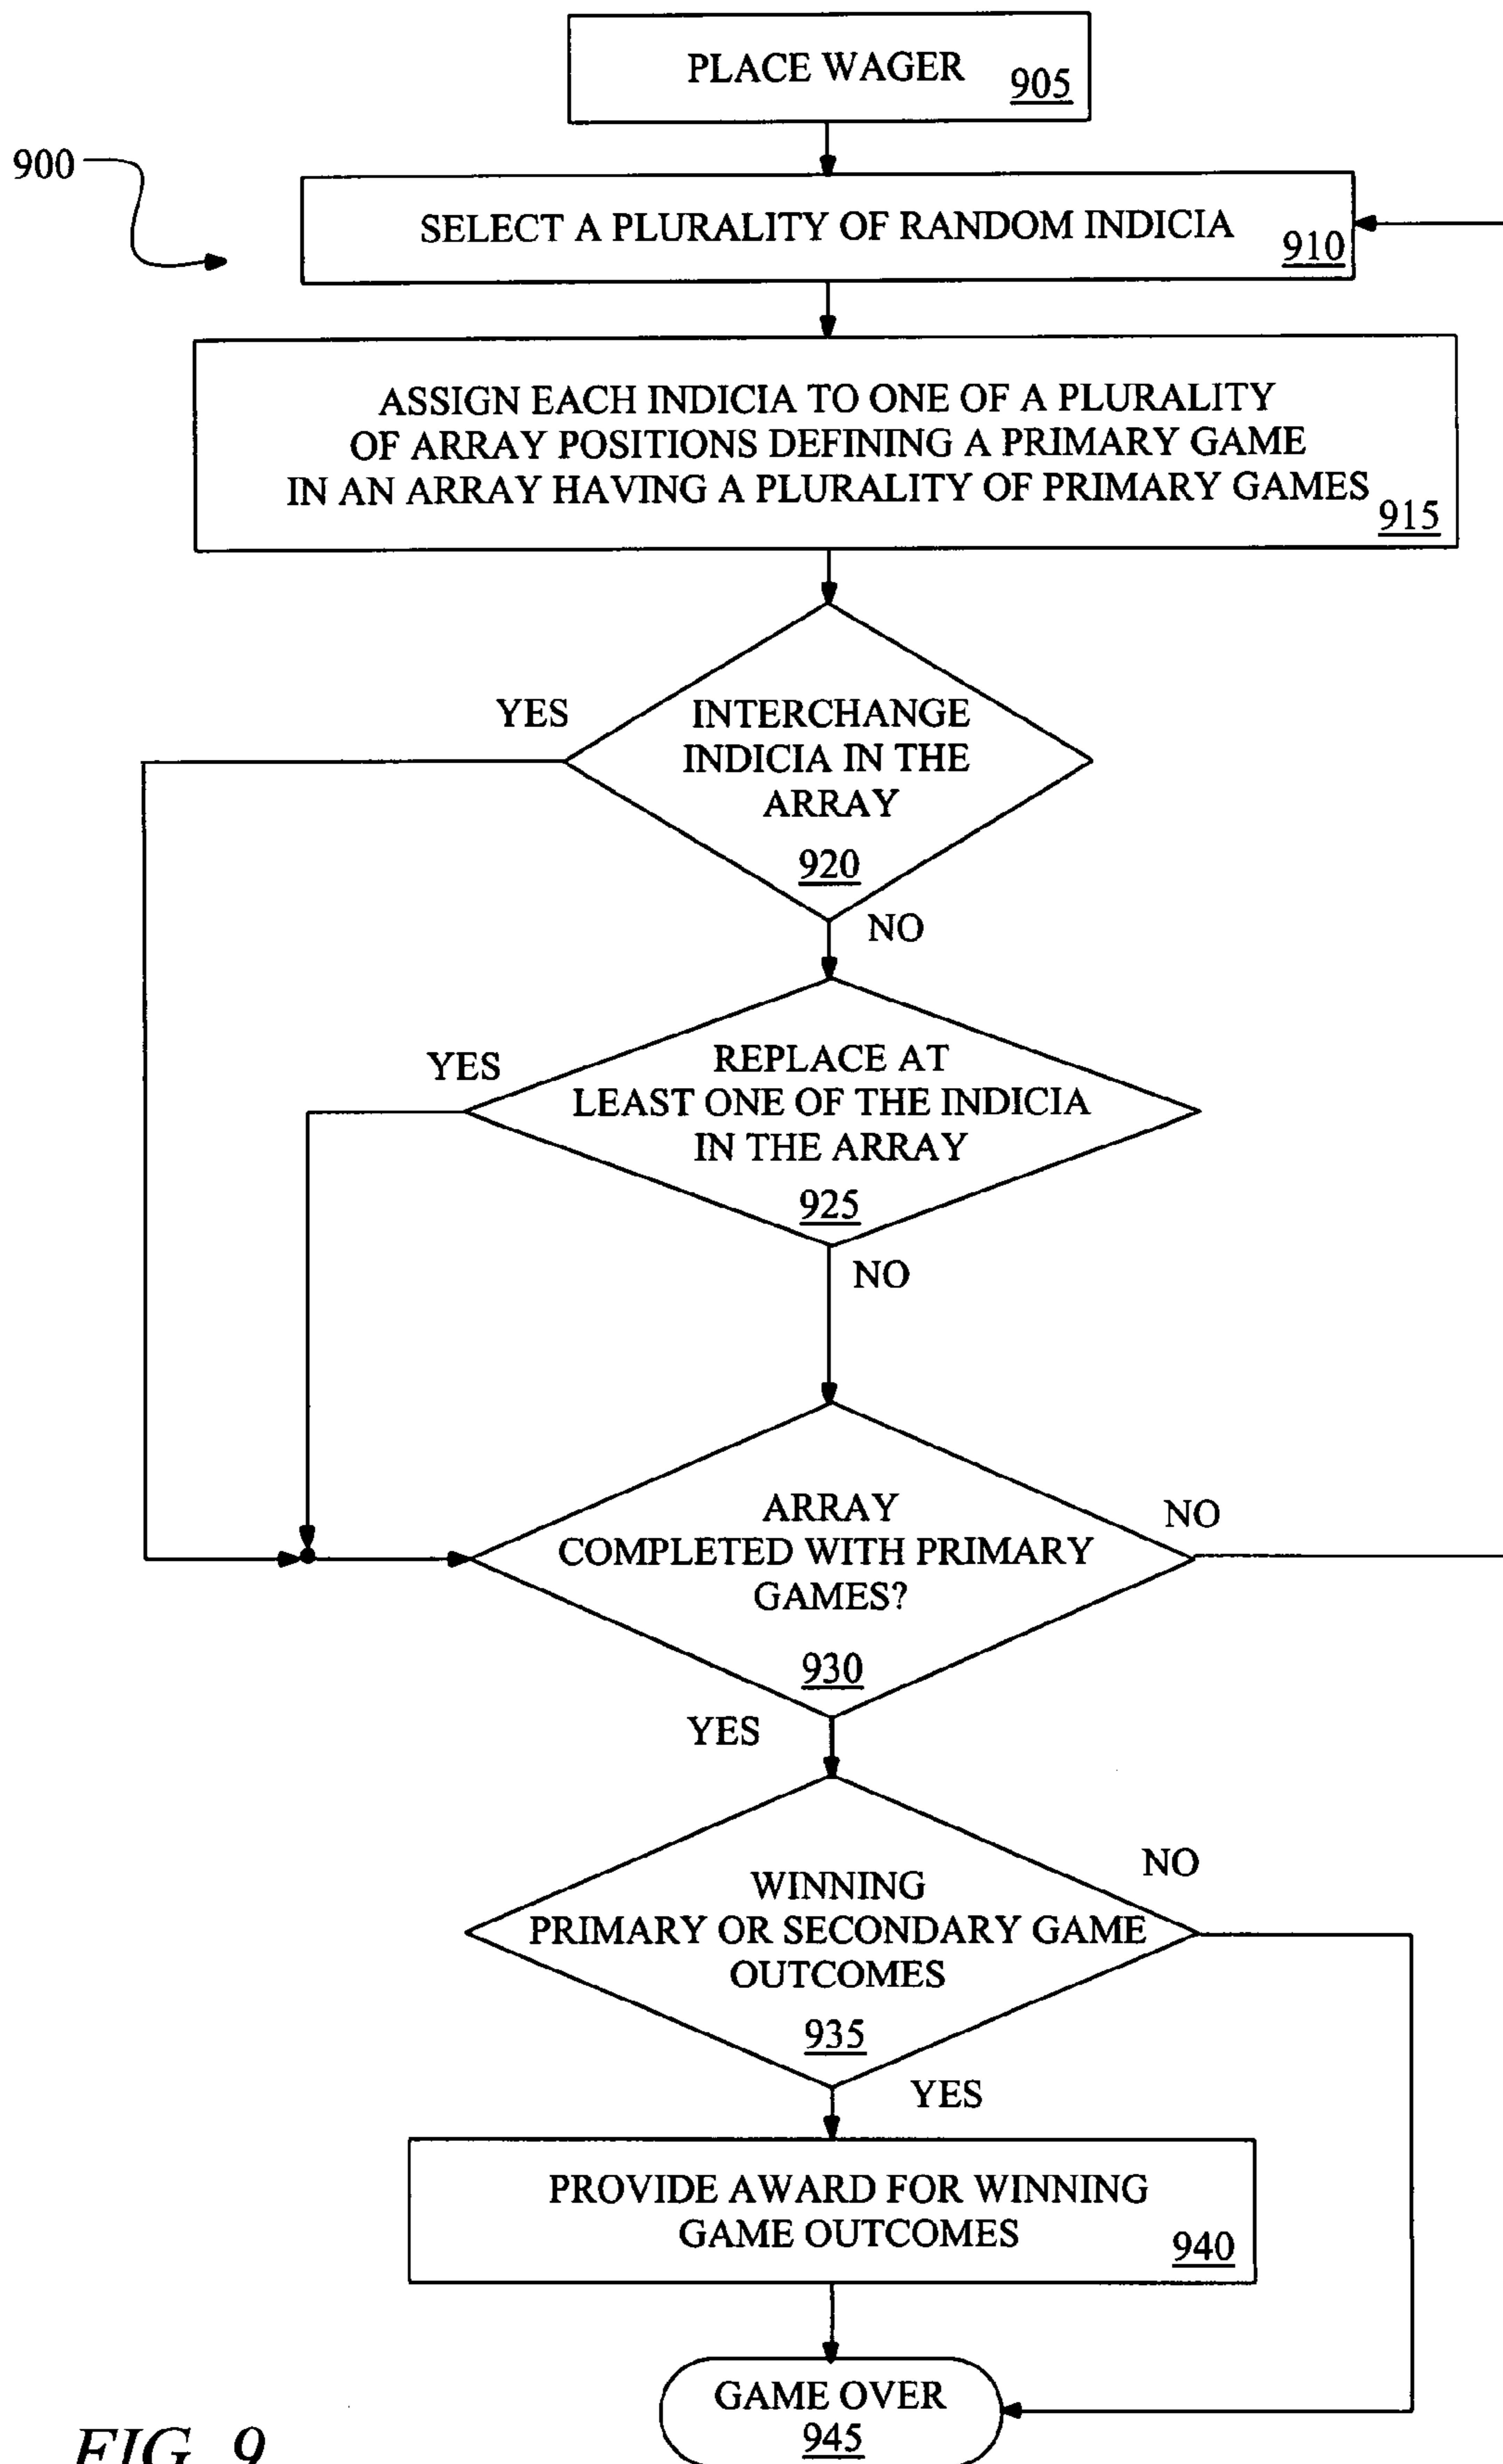 PLACE WAGER
905
900
SELECT A PLURALITY OF RANDOM INDICIA
910
ASSIGN EACH INDICIA TO ONE OF A PLURALITY
OF ARRAY POSITIONS DEFINING A PRIMARY GAME
IN AN ARRAY HAVING A PLURALITY OF PRIMARY GAMES
915
YES
INTERCHANGE
INDICIA IN THE
ARRAY
920
NO
YES
REPLACE AT
LEAST ONE OF THE INDICIA
IN THE ARRAY
925
NO
ARRAY
COMPLETED WITH PRIMARY
GAMES?
930
NO
YES
WINNING
PRIMARY OR SECONDARY GAME
OUTCOMES
935
NO
YES
PROVIDE AWARD FOR WINNING
GAME OUTCOMES
940
GAME OVER
945
FIG. 9